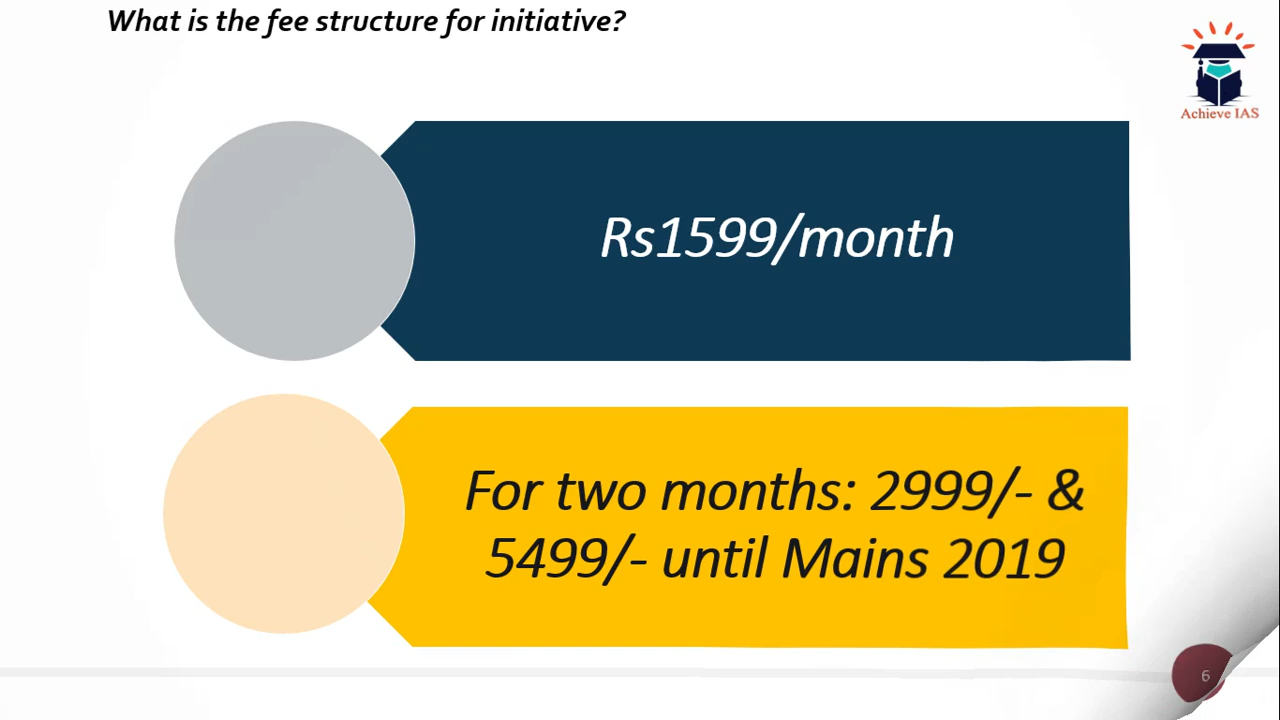 What is the fee structure for initiative?
Achieve IAS
Rs1599/month
For two months: 2999/- &
5499/- until Mains 2019
6